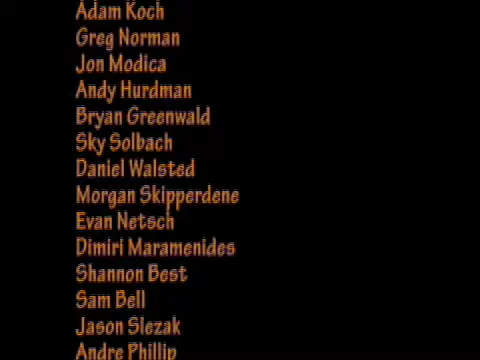 Adam Koch
Greg Norman
Jon Modica
Andy Hurdman
Bryan Greenwald
Sky Solbach
Daniel Walsted
Morgan Skipperdene
Evan Netsch
Dimiri Maramenides
Shannon Best
Sam Bell
Jason Slezak
Andre Phillip